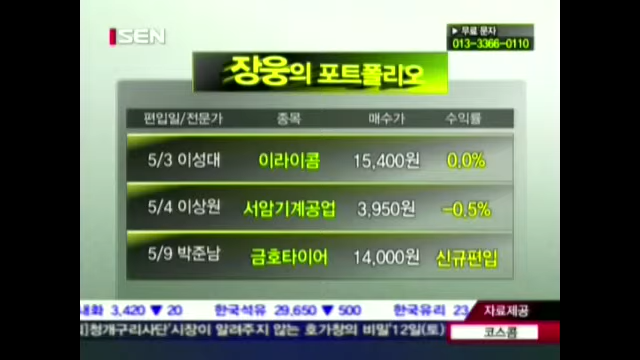 ISEN
▶ 무료 문자
013-3366-0110
장웅의 포트폴리오
편입일/전문가 종목 매수가 수익률
5/3 이성대 이라이콤 15,400원 0.0%
5/4 이상원 서암기계공업 3,950원 -0.5%
5/9 박준남 금호타이어 14,000원 신규편입
3,420 ▼ 20 한국석유 29,650 ▼ 500 한국유리 23 자료제공
청개구리사단'시장이 알려주지 않는 호가창의 비밀'12일(토) 코스콤